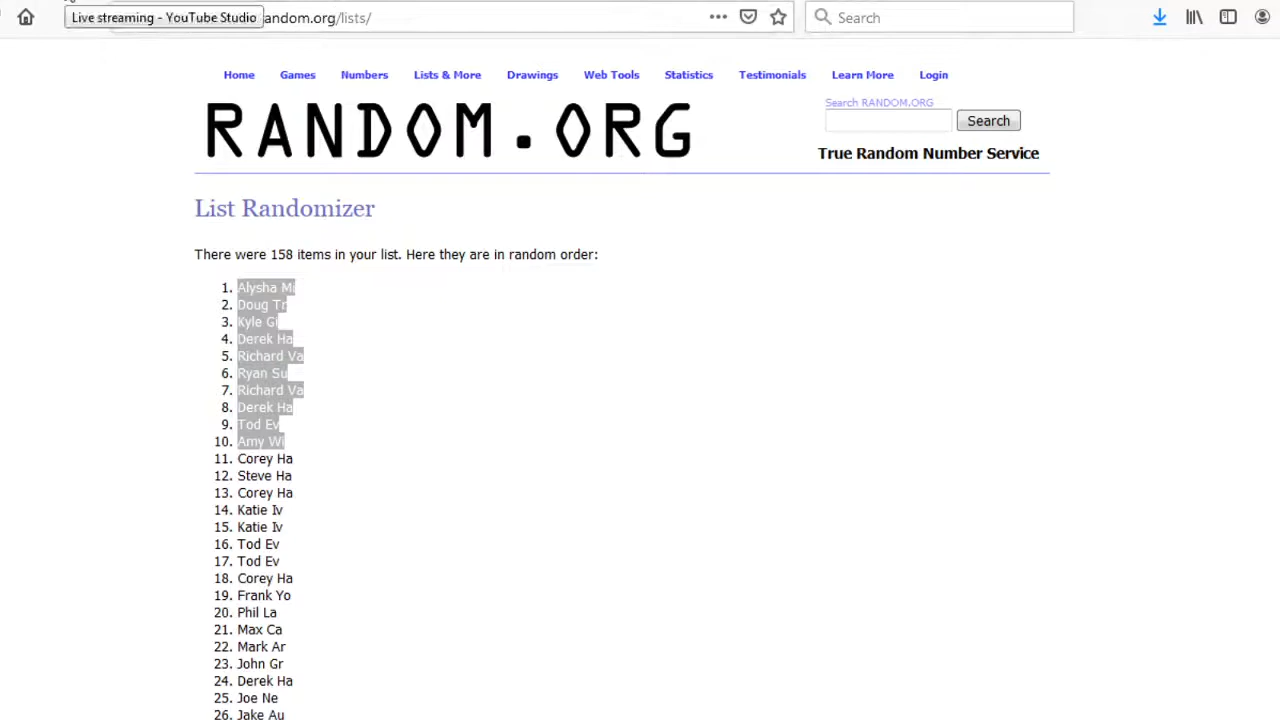 Live streaming - YouTube Studio andom.org/lists/
Search
Home Games Numbers Lists & More Drawings Web Tools Statistics Testimonials Learn More Login
RANDOM.ORG
Search RANDOM.ORG
Search
True Random Number Service
List Randomizer
There were 158 items in your list. Here they are in random order:
1. Alysha Mi
2. Doug Tr
3. Kyle Gi
4. Derek Ha
5. Richard Va
6. Ryan Su
7. Richard Va
8. Derek Ha
9. Tod Ev
10. Amy Wi
11. Corey Ha
12. Steve Ha
13. Corey Ha
14. Katie Iv
15. Katie Iv
16. Tod Ev
17. Tod Ev
18. Corey Ha
19. Frank Yo
20. Phil La
21. Max Ca
22. Mark Ar
23. John Gr
24. Derek Ha
25. Joe Ne
26. Jake Au